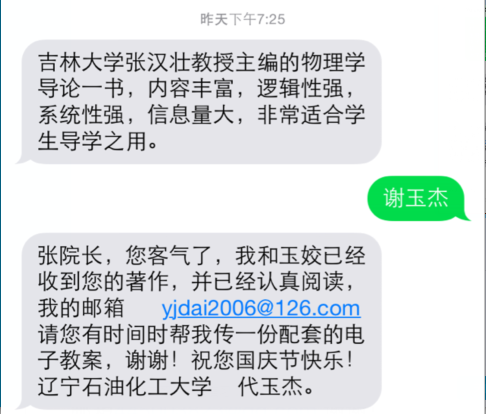 昨天下午7:25
吉林大学张汉壮教授主编的物理学
导论一书，内容丰富，逻辑性强，
系统性强，信息量大，非常适合学
生导学之用。
谢玉杰
张院长，您客气了，我和玉姣已经
收到您的著作，并已经认真阅读，
我的邮箱 yjdai2006@126.com
请您有时间时帮我传一份配套的电
子教案，谢谢！祝您国庆节快乐！
辽宁石油化工大学 代玉杰。